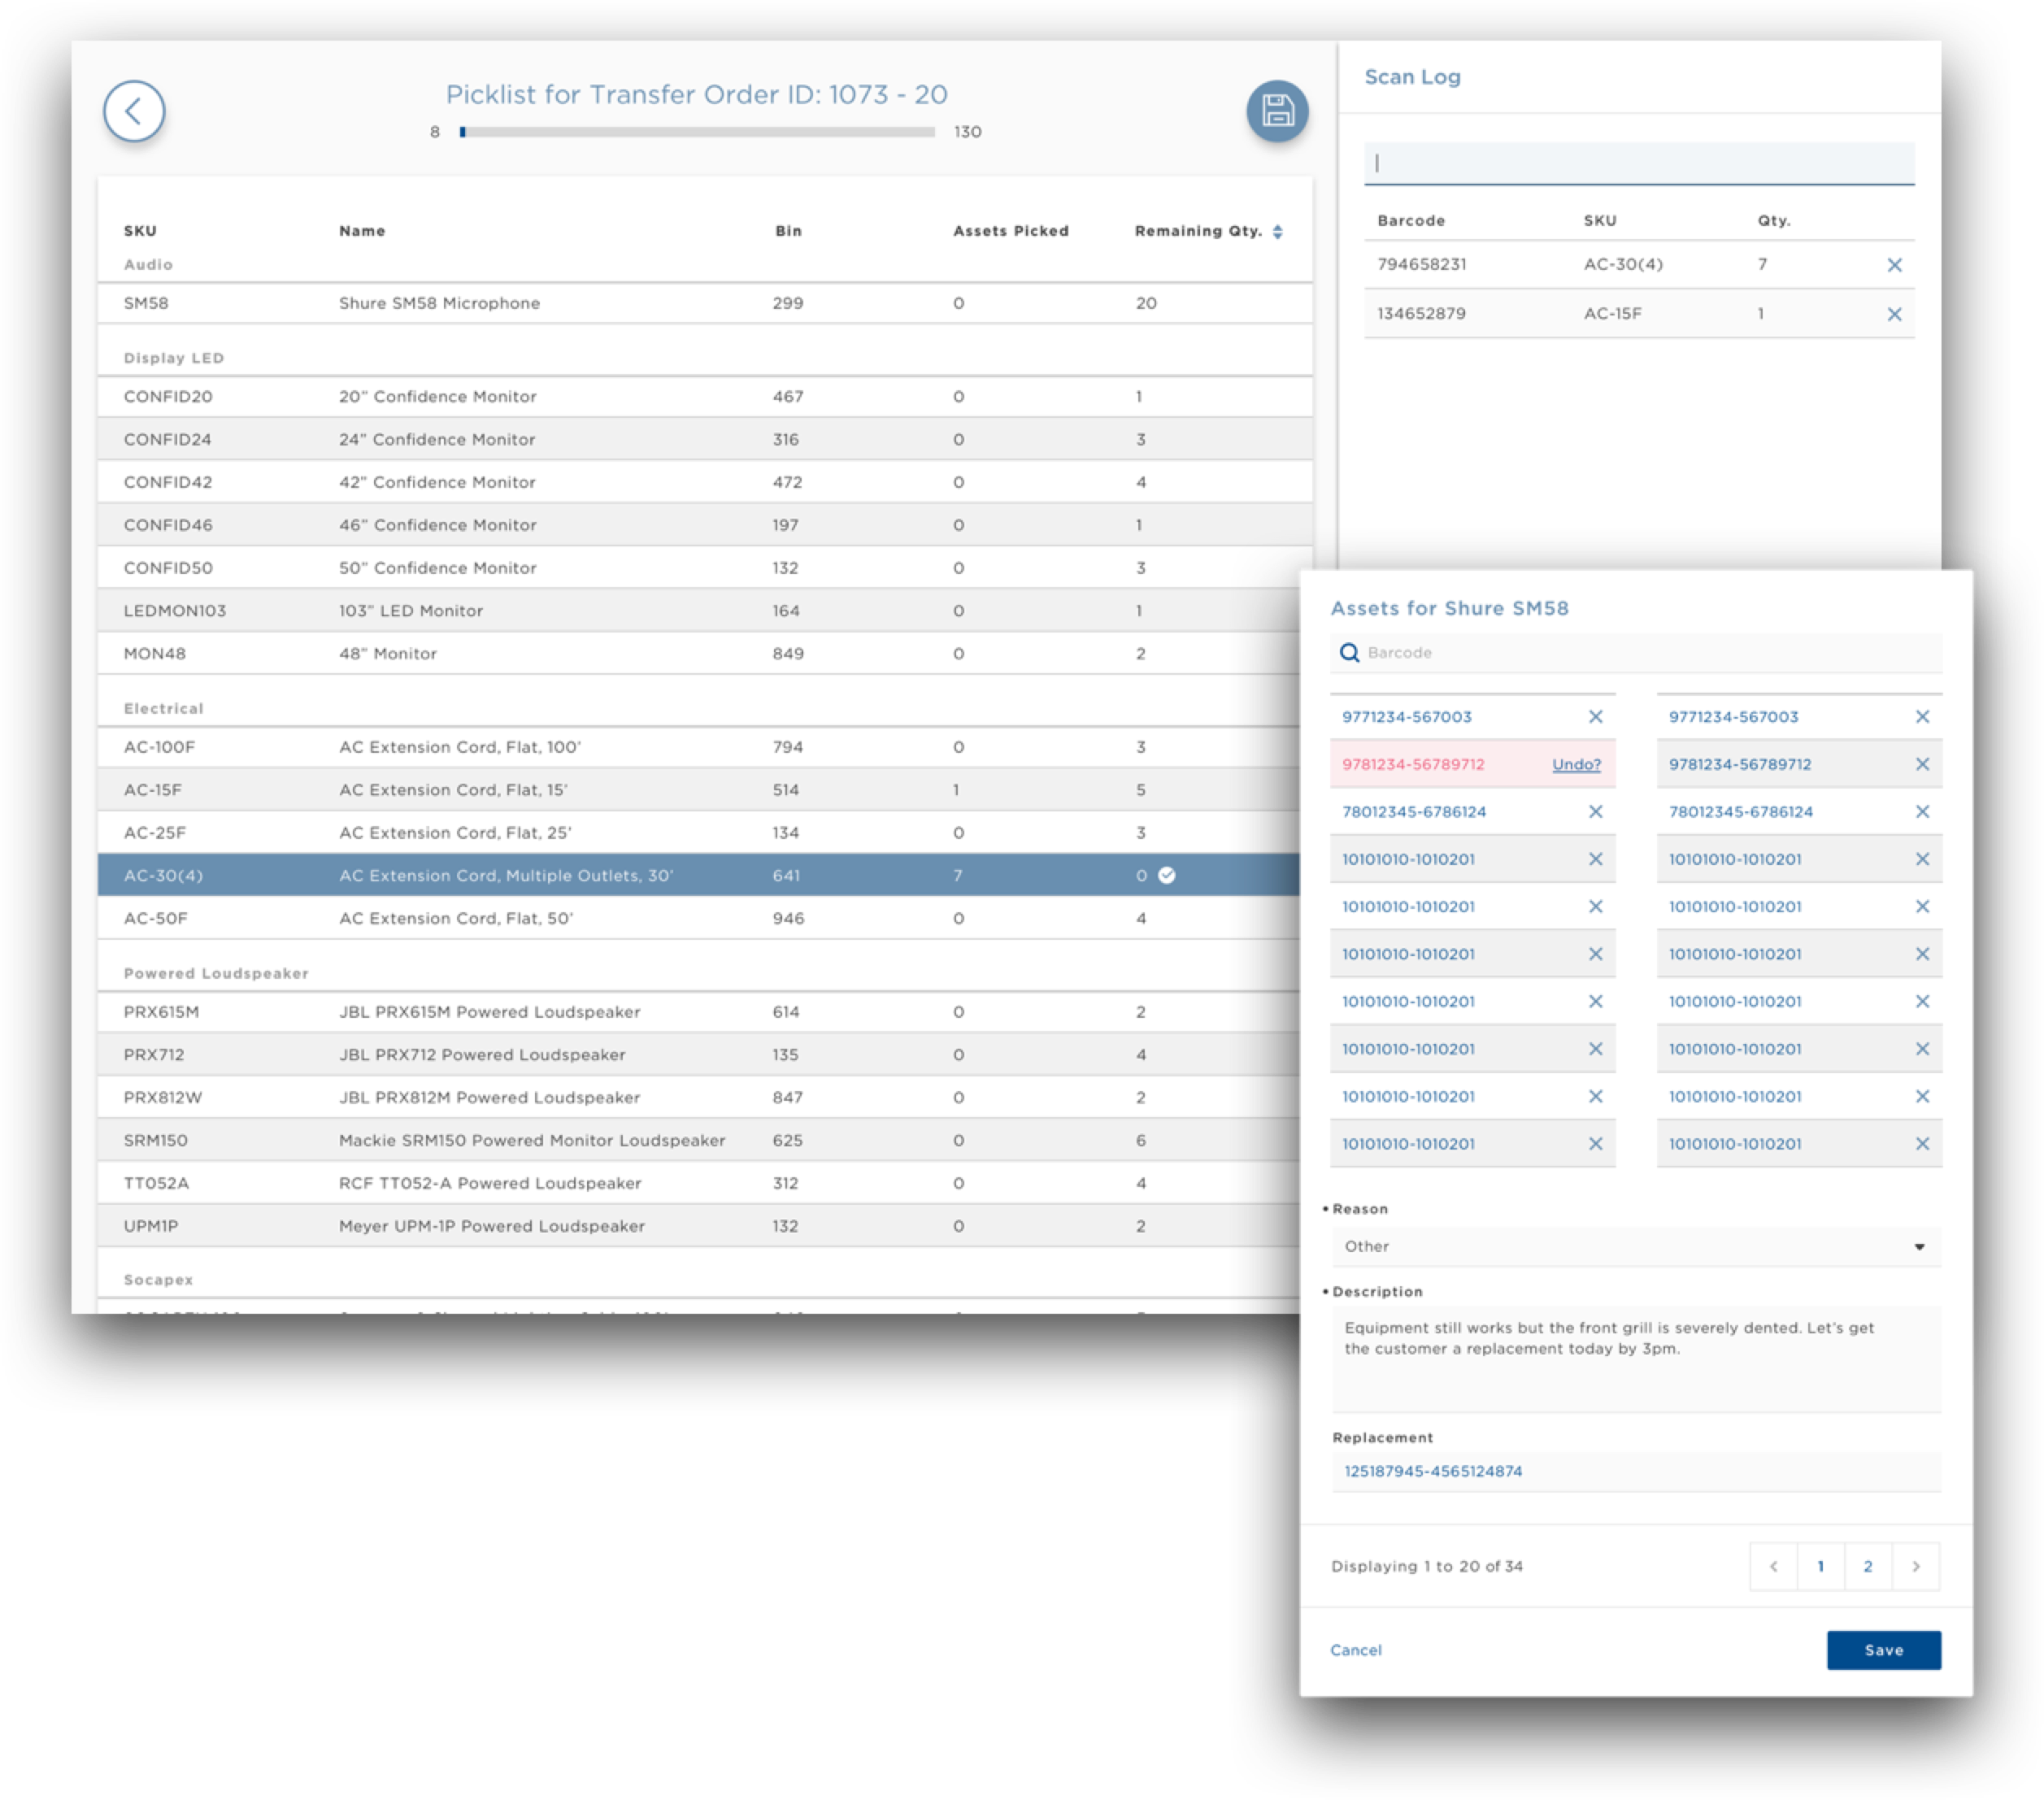 Picklist for Transfer Order ID: 1073 - 20
8 130
SKU Name Bin Assets Picked Remaining Qty.
Audio
SM58 Shure SM58 Microphone 299 0 20
Display LED
CONFID20 20" Confidence Monitor 467 0 1
CONFID24 24" Confidence Monitor 316 0 3
CONFID42 42" Confidence Monitor 472 0 4
CONFID46 46" Confidence Monitor 197 0 1
CONFID50 50" Confidence Monitor 132 0 3
LEDMON103 103" LED Monitor 164 0 1
MON48 48" Monitor 849 0 2
Electrical
AC-100F AC Extension Cord, Flat, 100' 794 0 3
AC-15F AC Extension Cord, Flat, 15' 514 1 5
AC-25F AC Extension Cord, Flat, 25' 134 0 3
AC-30(4) AC Extension Cord, Multiple Outlets, 30' 641 7 0
AC-50F AC Extension Cord, Flat, 50' 946 0 4
Powered Loudspeaker
PRX615M JBL PRX615M Powered Loudspeaker 614 0 2
PRX712 JBL PRX712 Powered Loudspeaker 135 0 4
PRX812W JBL PRX812M Powered Loudspeaker 847 0 2
SRM150 Mackie SRM150 Powered Monitor Loudspeaker 625 0 6
TT052A RCF TT052-A Powered Loudspeaker 312 0 4
UPM1P Meyer UPM-1P Powered Loudspeaker 132 0 2
Socapex
Scan Log
Barcode SKU Qty.
794658231 AC-30(4) 7
134652879 AC-15F 1
Assets for Shure SM58
Barcode
9771234-567003 9771234-567003
9781234-56789712 Undo? 9781234-56789712
78012345-6786124 78012345-6786124
10101010-1010201 10101010-1010201
10101010-1010201 10101010-1010201
10101010-1010201 10101010-1010201
10101010-1010201 10101010-1010201
10101010-1010201 10101010-1010201
10101010-1010201 10101010-1010201
10101010-1010201 10101010-1010201
• Reason
Other
• Description
Equipment still works but the front grill is severely dented. Let's get
the customer a replacement today by 3pm.
Replacement
125187945-4565124874
Displaying 1 to 20 of 34
< 1 2 >
Cancel Save